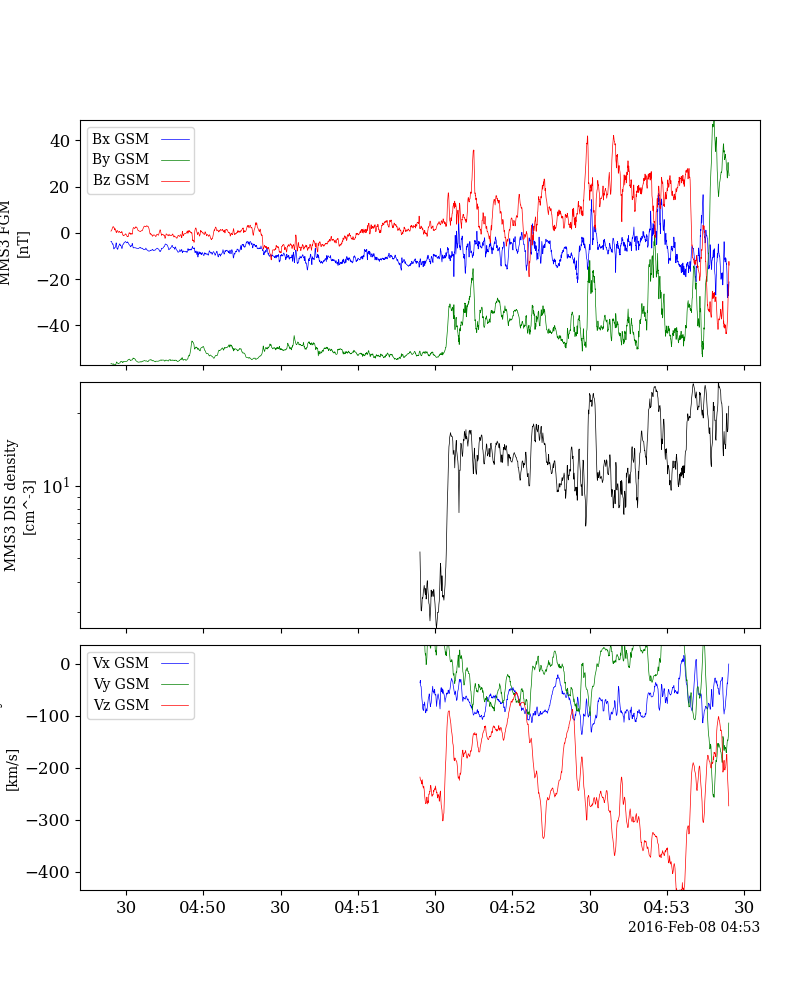 40
20
0
−20
−40
MMS3 FGM
[nT]
Bx GSM
By GSM
Bz GSM
10^1
MMS3 DIS density
[cm^-3]
0
−100
−200
−300
−400
[km/s]
Vx GSM
Vy GSM
Vz GSM
30 04:50 30 04:51 30 04:52 30 04:53 30
2016-Feb-08 04:53